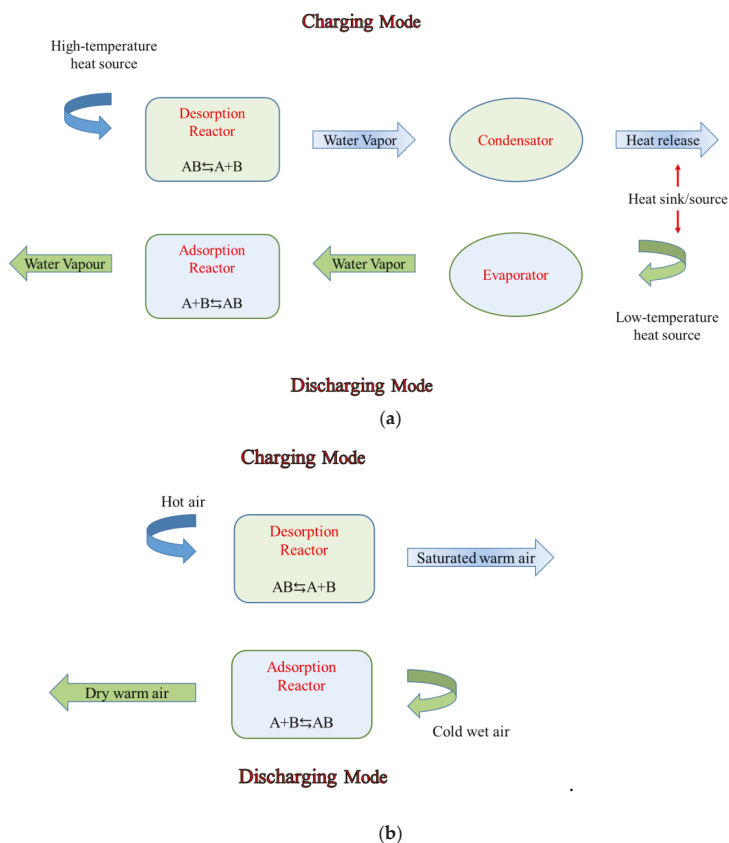 Charging Mode
High-temperature
heat source
Desorption
Reactor
AB⇆A+B
Water Vapor
Condensator
Heat release
Heat sink/source
Water Vapour
Adsorption
Reactor
A+B⇆AB
Water Vapor
Evaporator
Low-temperature
heat source
Discharging Mode
(a)
Charging Mode
Hot air
Desorption
Reactor
AB⇆A+B
Saturated warm air
Dry warm air
Adsorption
Reactor
A+B⇆AB
Cold wet air
Discharging Mode
.
(b)